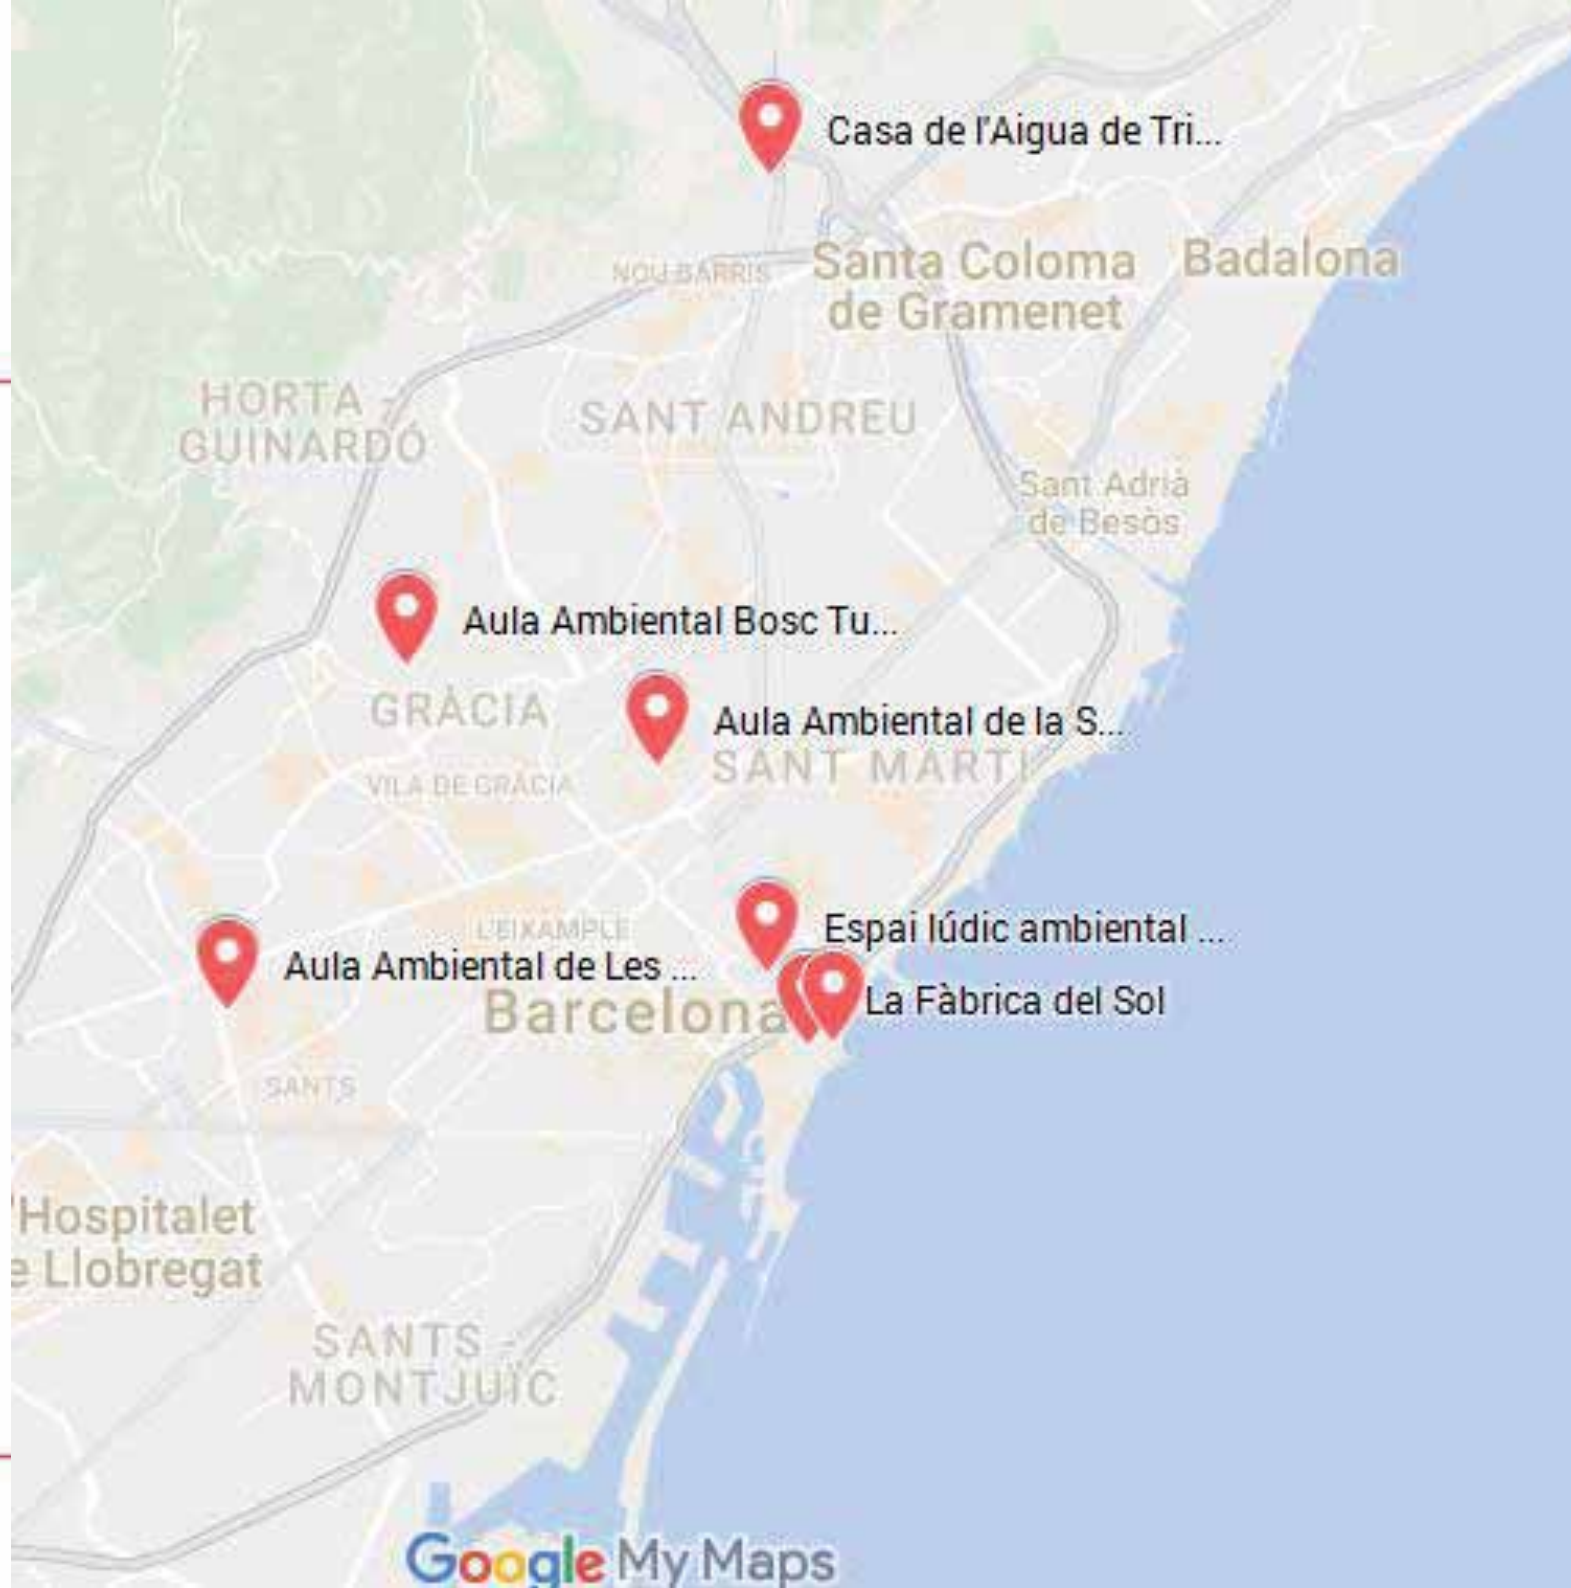 Casa de l'Aigua de Tri...
NOU BARRIS
Santa Coloma
de Gramenet
Badalona
HORTA -
GUINARDÓ
SANT ANDREU
Sant Adrià
de Besòs
Aula Ambiental Bosc Tu...
GRÀCIA
Aula Ambiental de la S...
SANT MARTÍ
VILA DE GRÀCIA
L'EIXAMPLE
Espai lúdic ambiental ...
Aula Ambiental de Les ...
Barcelona
La Fàbrica del Sol
SANTS
'Hospitalet
e Llobregat
SANTS -
MONTJUÏC
Google My Maps